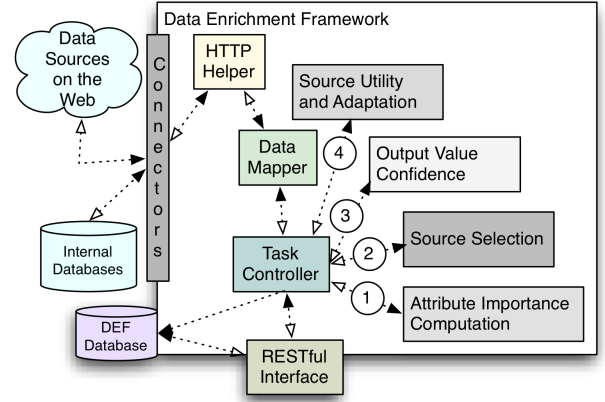 Data Enrichment Framework
Data
Sources
on the
Web
Connectors
HTTP
Helper
Source Utility
and Adaptation
Data
Mapper
4
Output Value
Confidence
3
Internal
Databases
Task
Controller
2
Source Selection
1
Attribute Importance
Computation
DEF
Database
RESTful
Interface